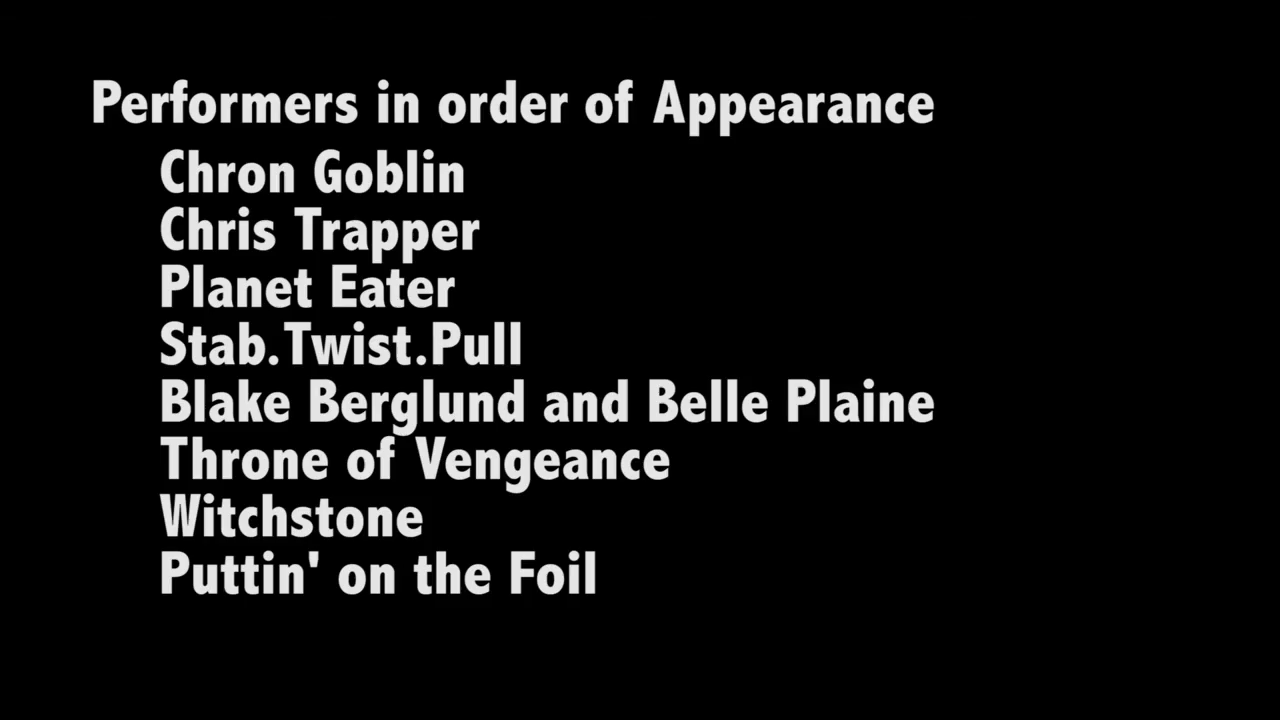 Performers in order of Appearance
Chron Goblin
Chris Trapper
Planet Eater
Stab.Twist.Pull
Blake Berglund and Belle Plaine
Throne of Vengeance
Witchstone
Puttin' on the Foil